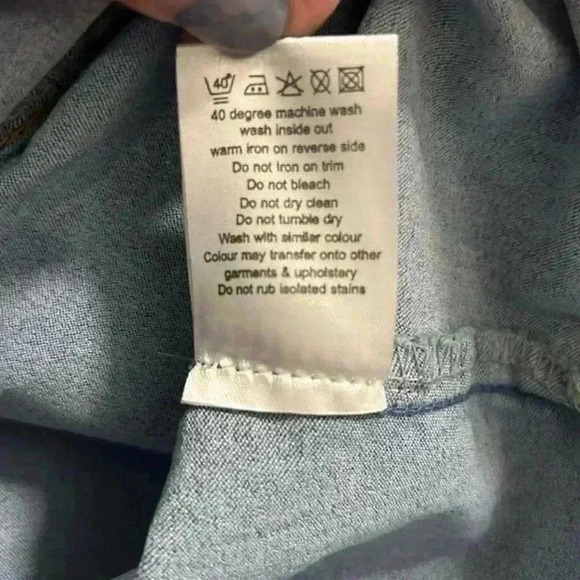 40°
40 degree machine wash
wash inside out
warm iron on reverse side
Do not iron on trim
Do not bleach
Do not dry clean
Do not tumble dry
Wash with similar colour
Colour may transfer onto other
garments & upholstery
Do not rub isolated stains